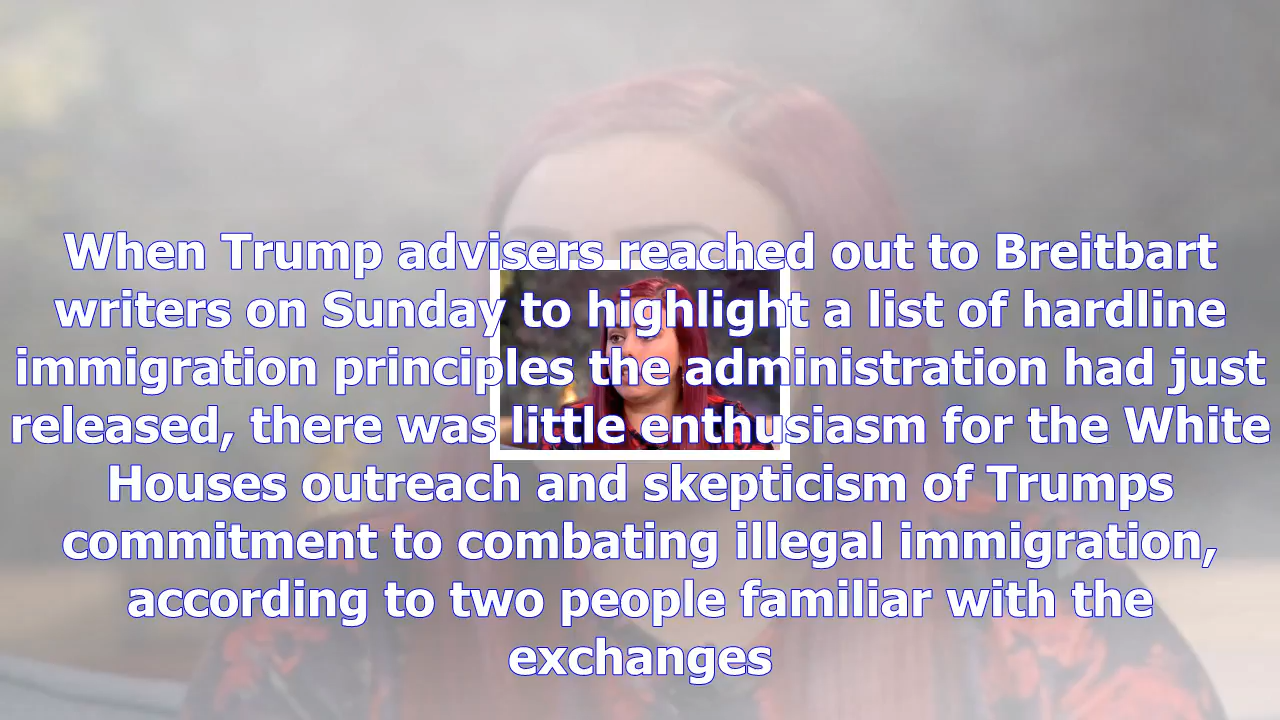 When Trump advisers reached out to Breitbart
writers on Sunday to highlight a list of hardline
immigration principles the administration had just
released, there was little enthusiasm for the White
Houses outreach and skepticism of Trumps
commitment to combating illegal immigration,
according to two people familiar with the
exchanges